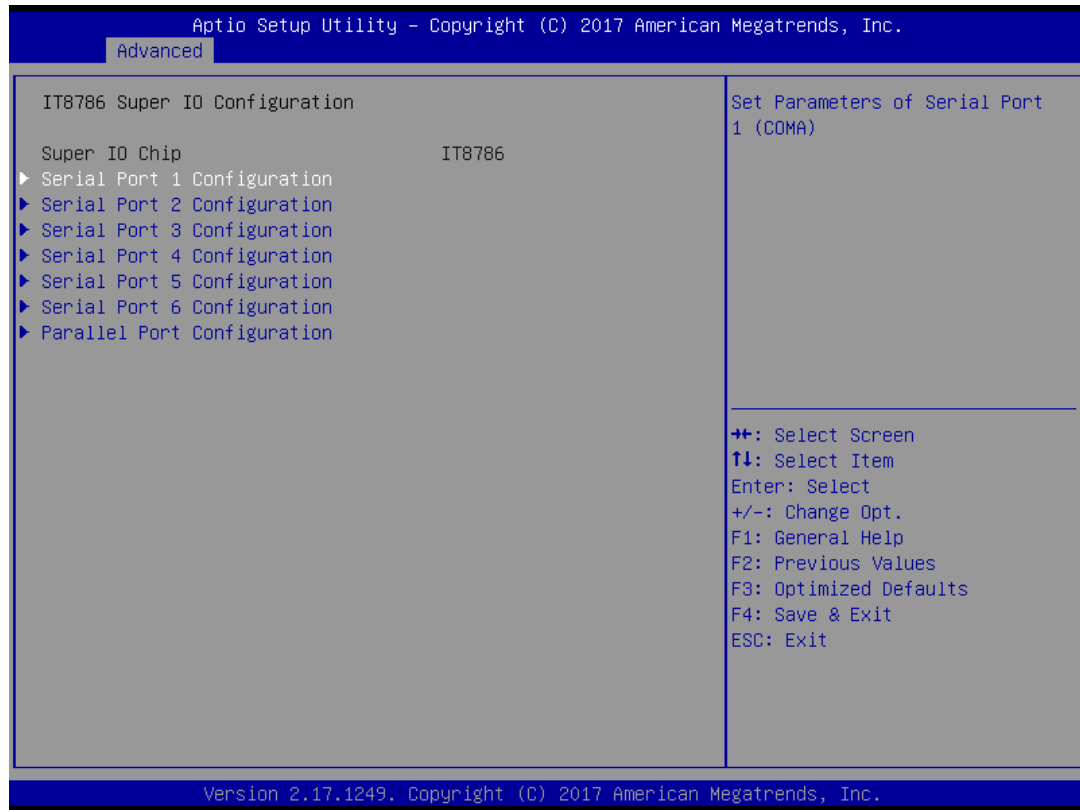 Aptio Setup Utility – Copyright (C) 2017 American Megatrends, Inc.
Advanced
IT8786 Super IO Configuration
Super IO Chip IT8786
▶ Serial Port 1 Configuration
▶ Serial Port 2 Configuration
▶ Serial Port 3 Configuration
▶ Serial Port 4 Configuration
▶ Serial Port 5 Configuration
▶ Serial Port 6 Configuration
▶ Parallel Port Configuration
Set Parameters of Serial Port
1 (COMA)
→←: Select Screen
↑↓: Select Item
Enter: Select
+/-: Change Opt.
F1: General Help
F2: Previous Values
F3: Optimized Defaults
F4: Save & Exit
ESC: Exit
Version 2.17.1249. Copyright (C) 2017 American Megatrends, Inc.